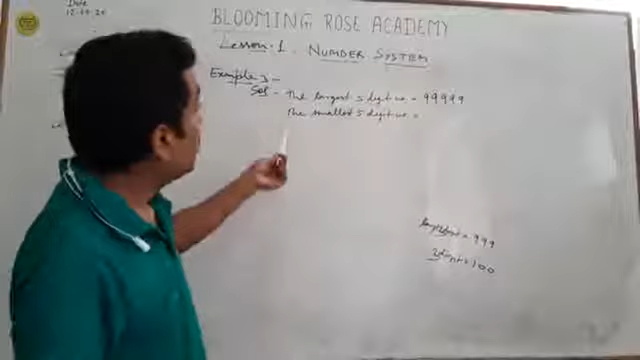 Date
BLOOMING ROSE ACADEMY
Lesson-1. NUMBER SYSTEM
Example 3 -
Sol - The largest 5 digit no. = 99999
The smallest 5 digit no. =
= 999
= 100